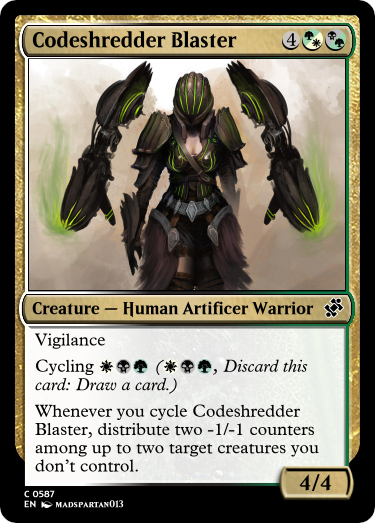 Codeshredder Blaster 4
Creature — Human Artificer Warrior
Vigilance
Cycling (, Discard this
card: Draw a card.)
Whenever you cycle Codeshredder
Blaster, distribute two -1/-1 counters
among up to two target creatures you
don't control.
4/4
C 0587
EN MADSPARTAN013